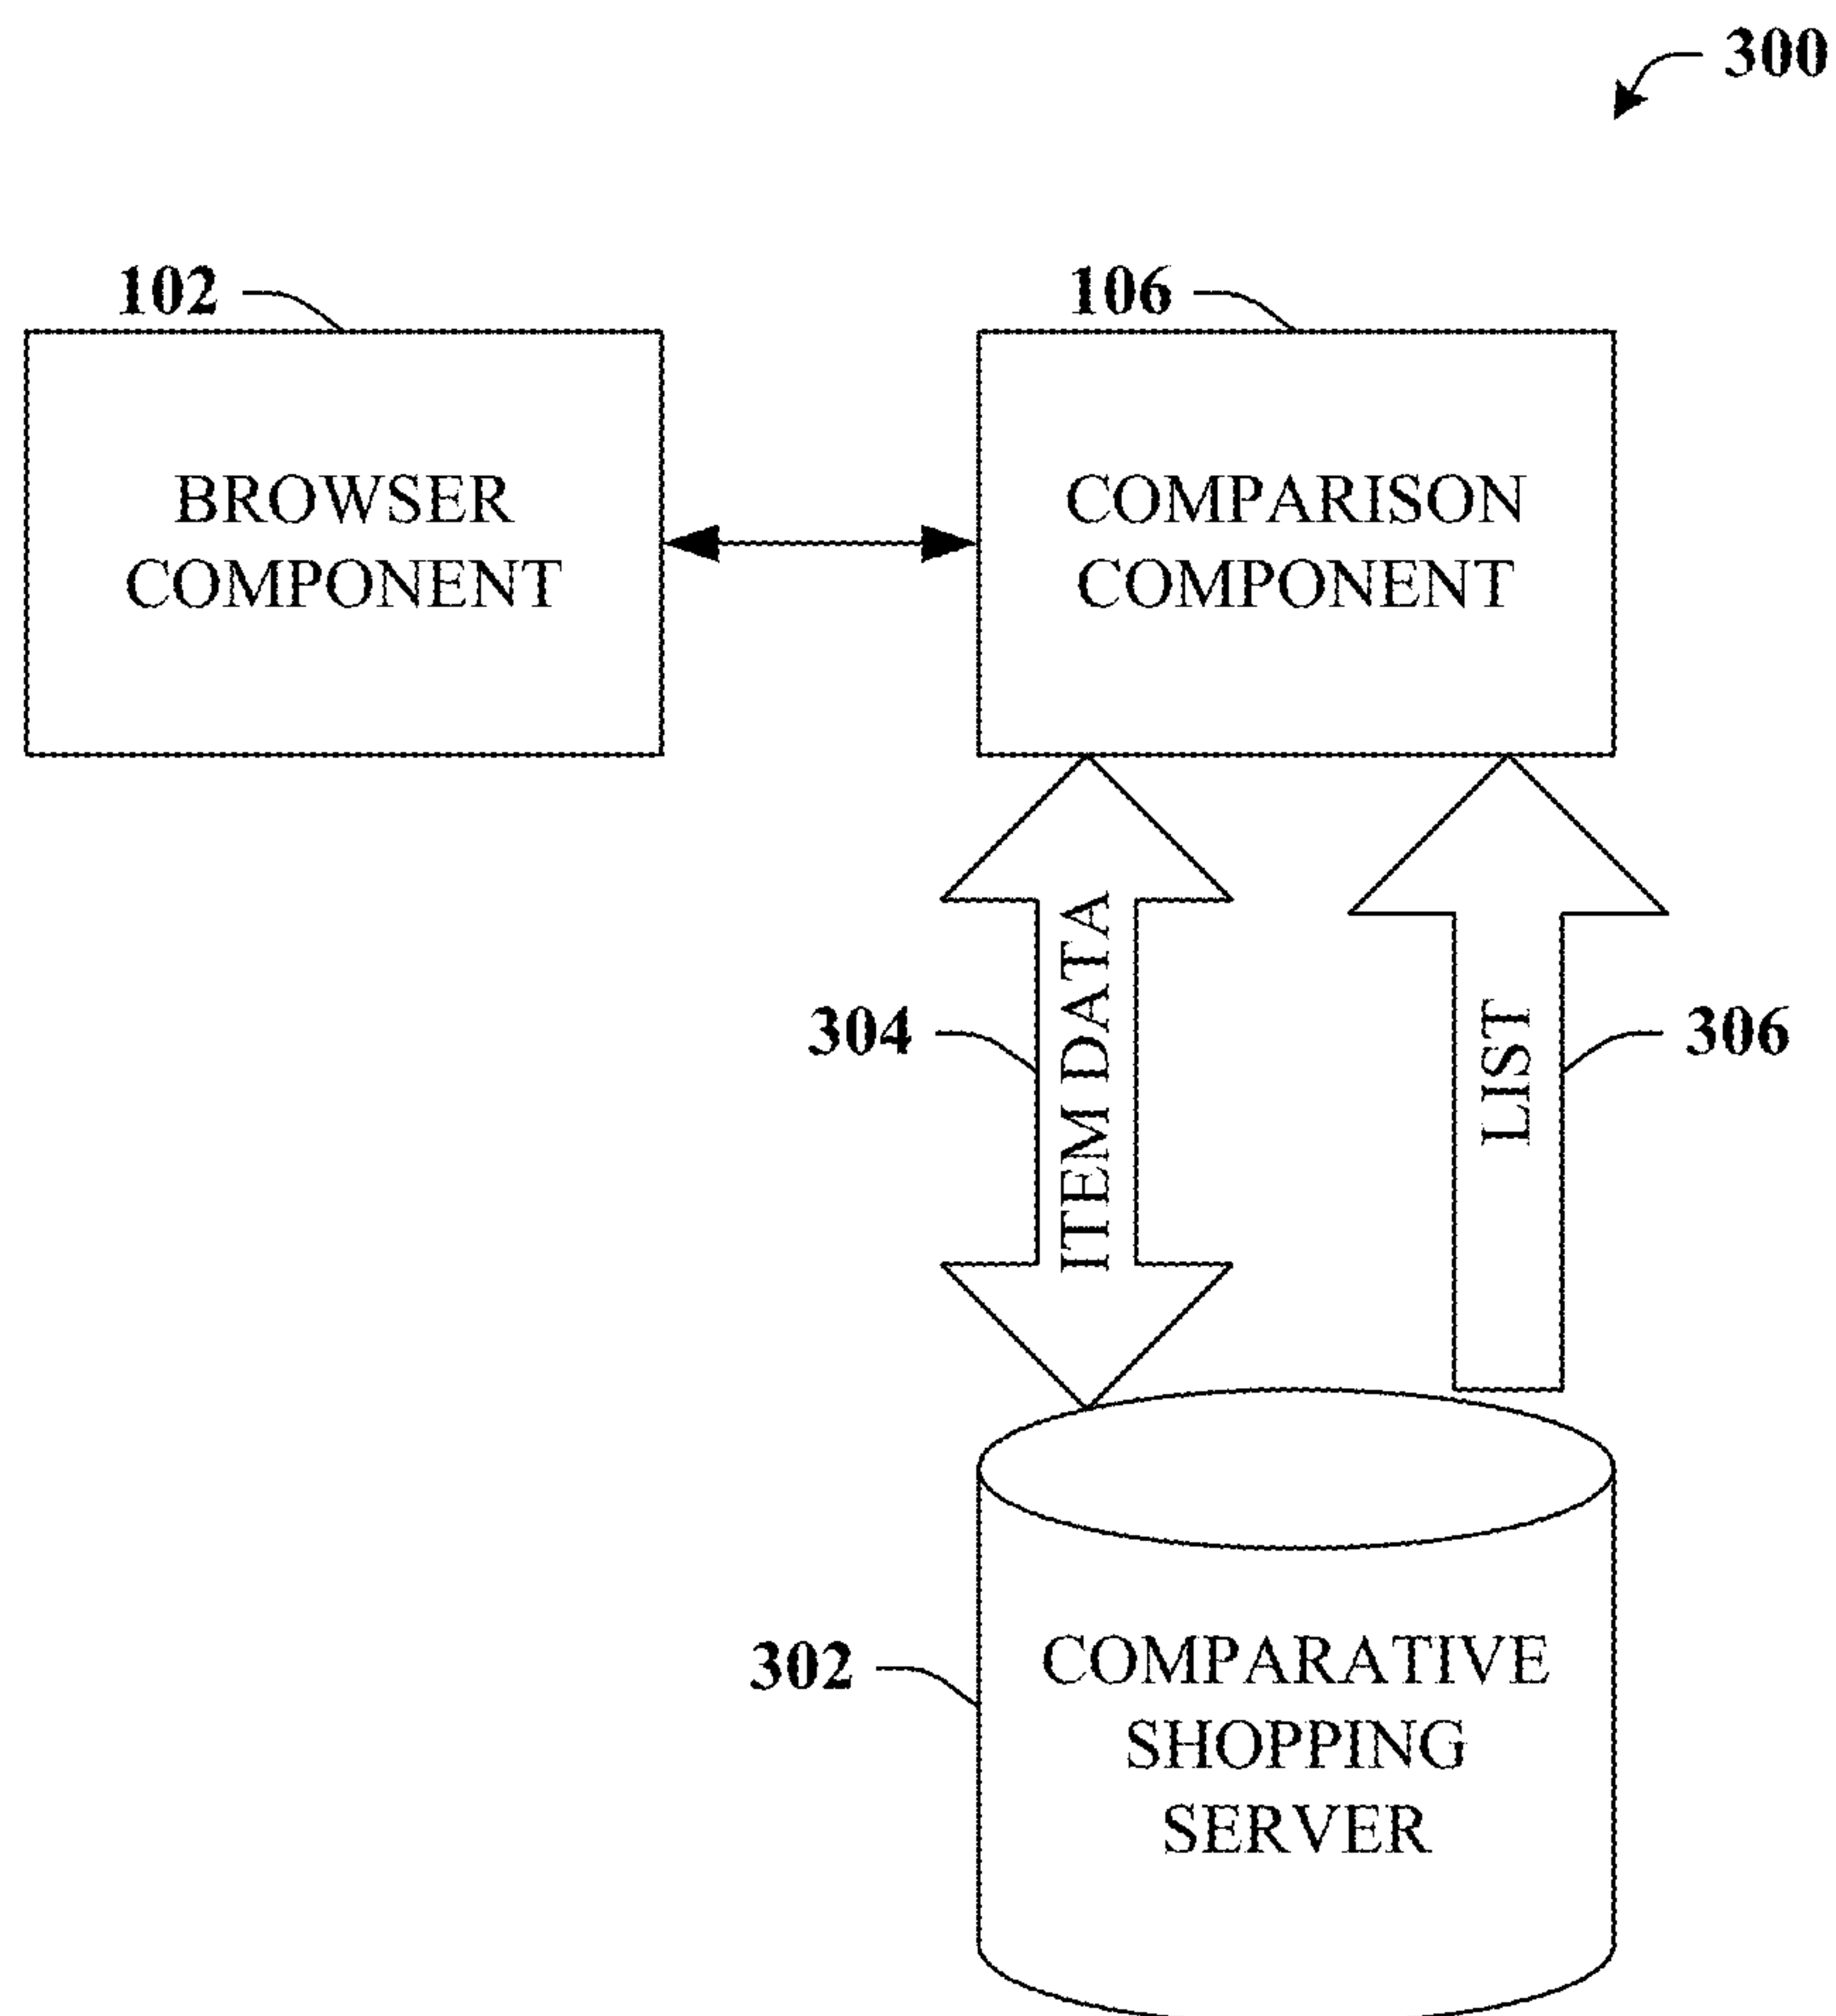 300
102
106
BROWSER
COMPONENT
COMPARISON
COMPONENT
304
ITEM DATA
LIST
306
302
COMPARATIVE
SHOPPING
SERVER